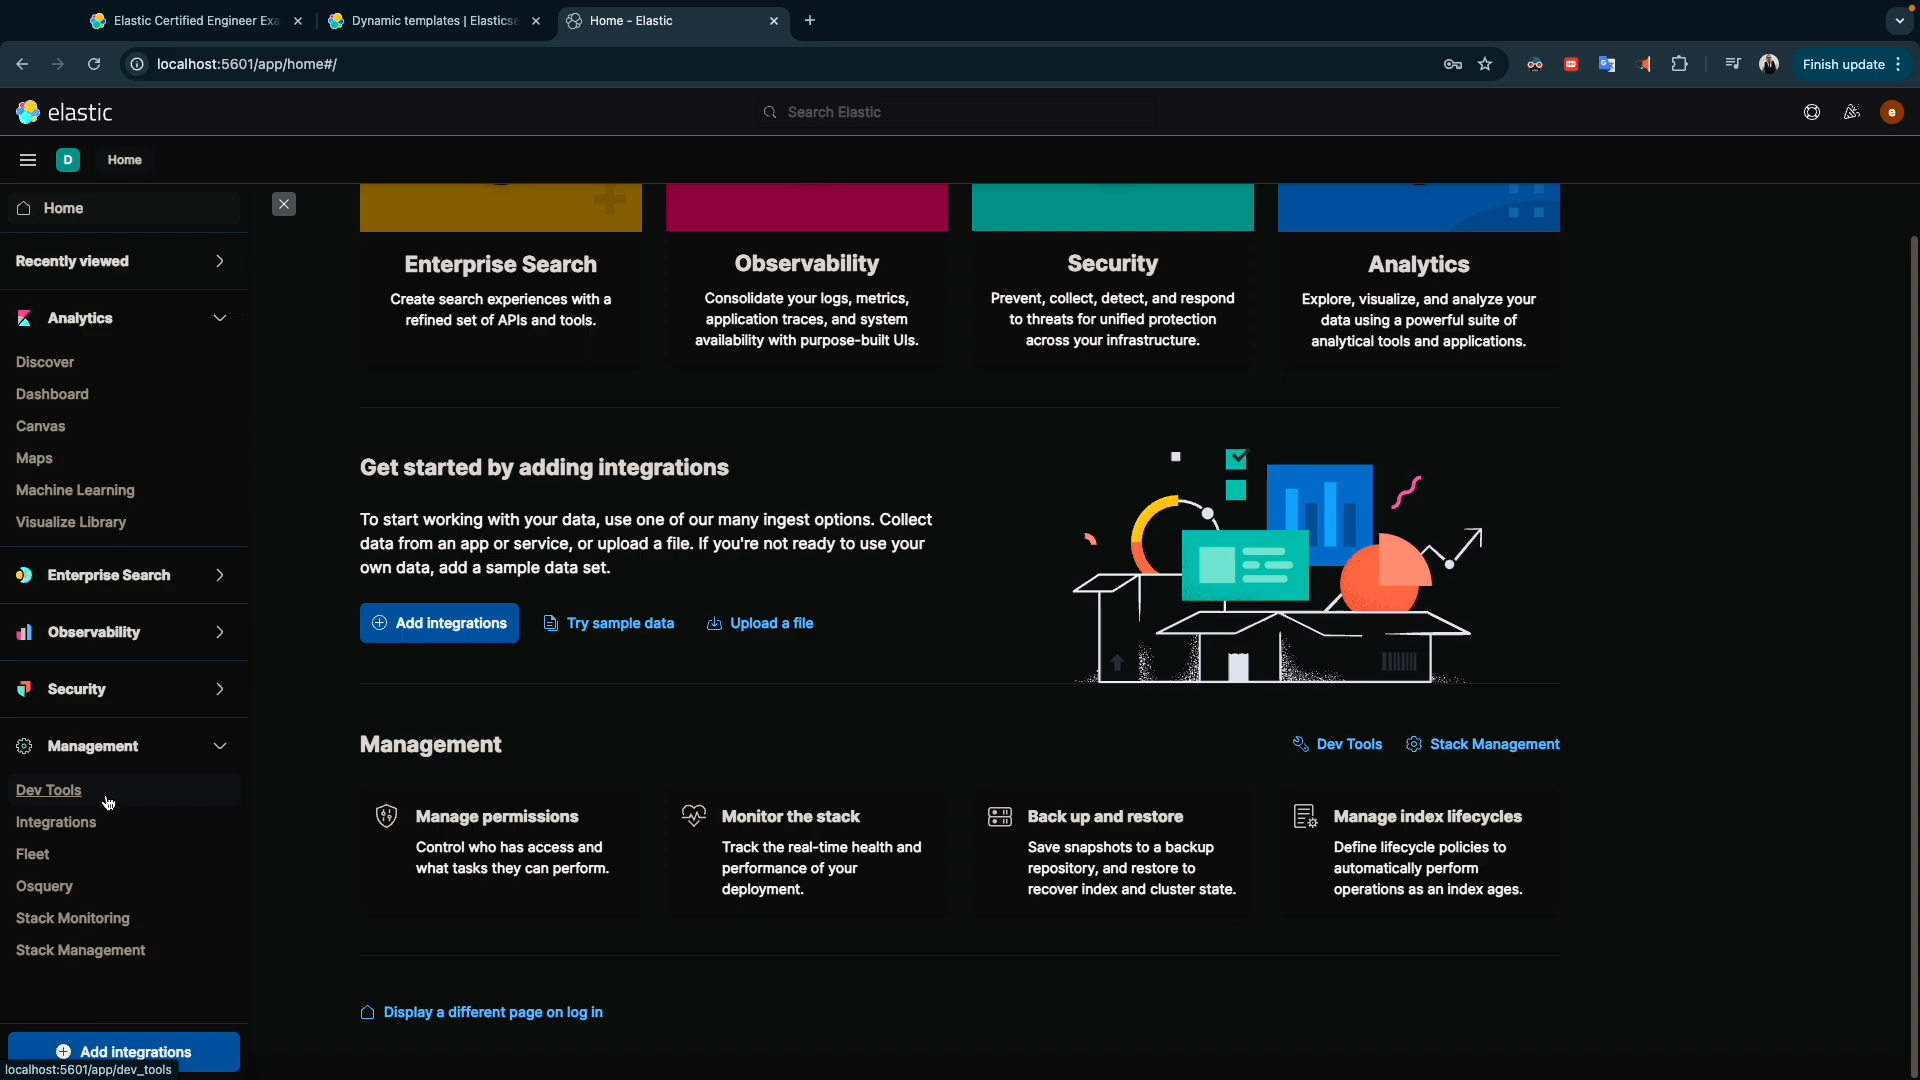 Elastic Certified Engineer Exa
Dynamic templates | Elasticse
Home - Elastic
localhost:5601/app/home#/
Finish update
elastic
Search Elastic
e
D
Home
Home
Recently viewed
Analytics
Discover
Dashboard
Canvas
Maps
Machine Learning
Visualize Library
Enterprise Search
Observability
Security
Management
Dev Tools
Integrations
Fleet
Osquery
Stack Monitoring
Stack Management
Add integrations
localhost:5601/app/dev_tools
Enterprise Search
Create search experiences with a
refined set of APIs and tools.
Observability
Consolidate your logs, metrics,
application traces, and system
availability with purpose-built UIs.
Security
Prevent, collect, detect, and respond
to threats for unified protection
across your infrastructure.
Analytics
Explore, visualize, and analyze your
data using a powerful suite of
analytical tools and applications.
Get started by adding integrations
To start working with your data, use one of our many ingest options. Collect
data from an app or service, or upload a file. If you're not ready to use your
own data, add a sample data set.
Add integrations
Try sample data
Upload a file
Management
Dev Tools
Stack Management
Manage permissions
Control who has access and
what tasks they can perform.
Monitor the stack
Track the real-time health and
performance of your
deployment.
Back up and restore
Save snapshots to a backup
repository, and restore to
recover index and cluster state.
Manage index lifecycles
Define lifecycle policies to
automatically perform
operations as an index ages.
Display a different page on log in